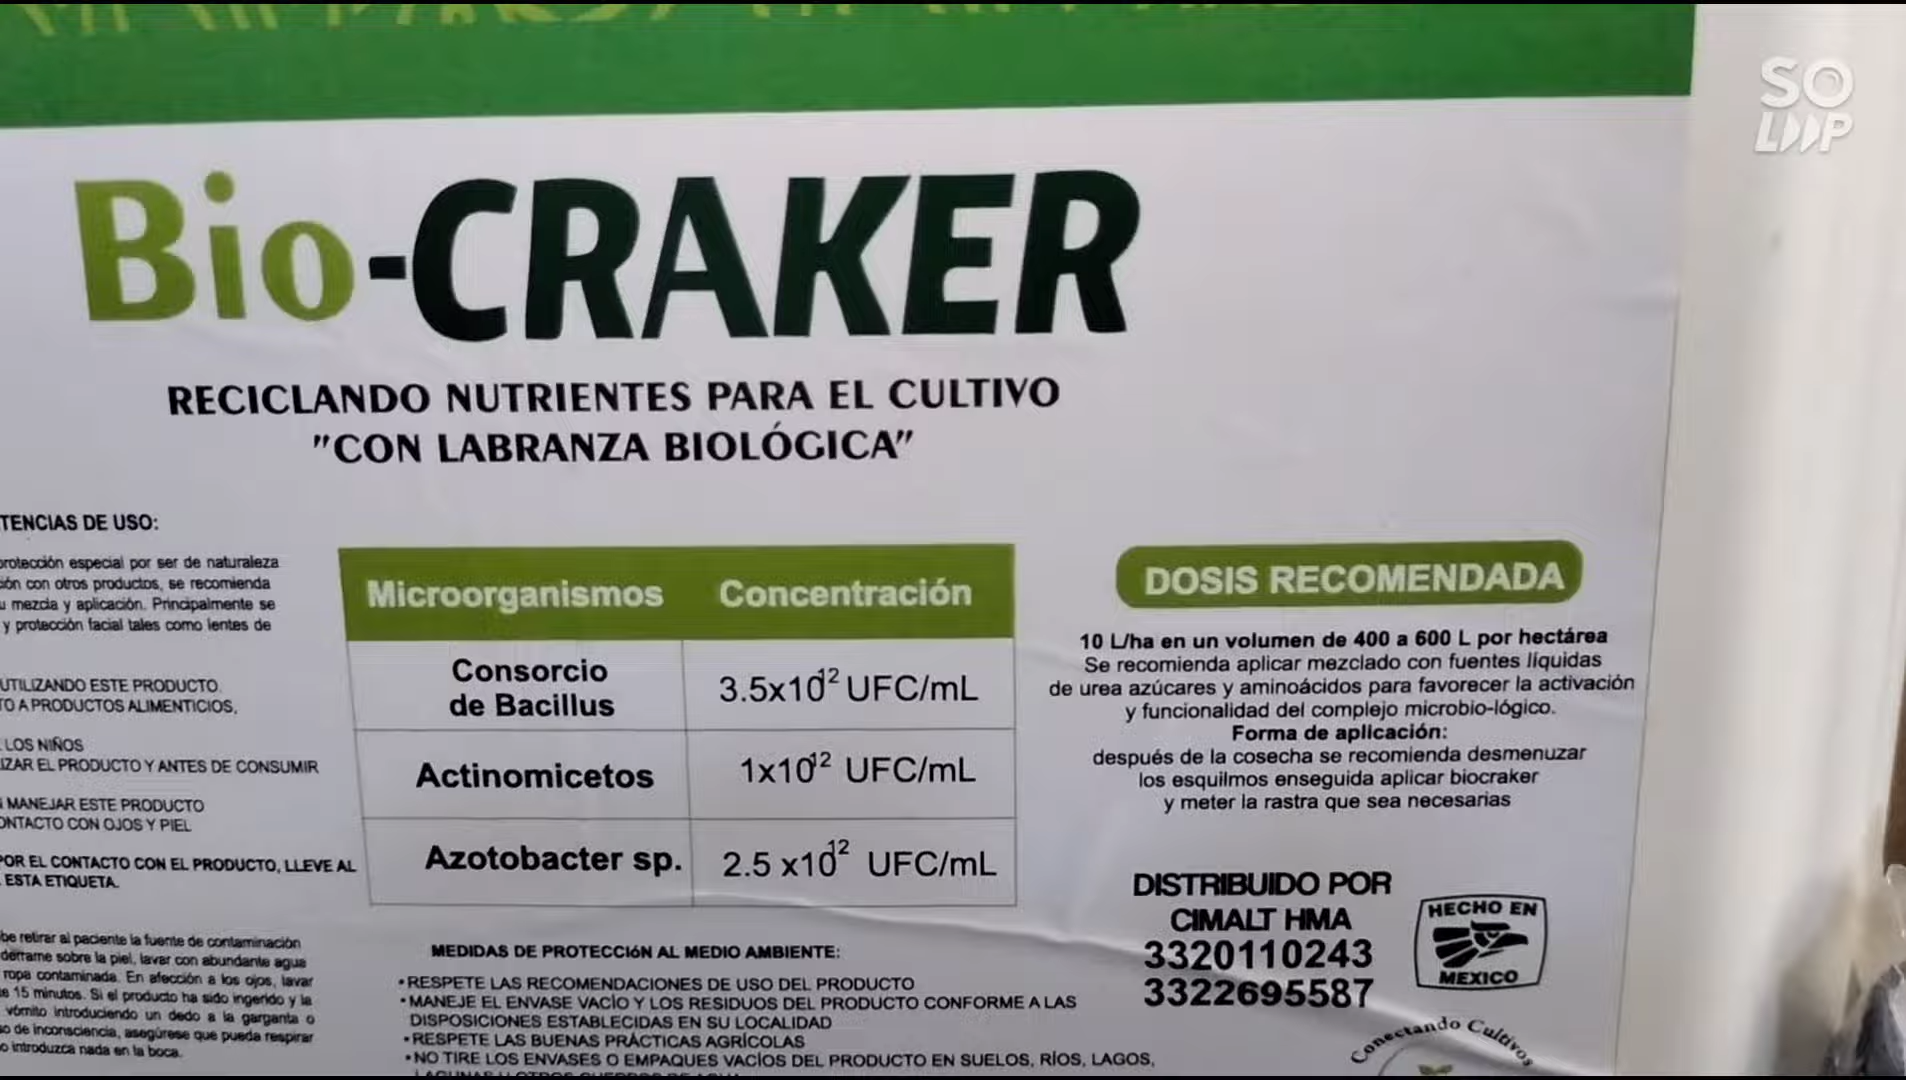 SO
LOOP
Bio-CRAKER
RECICLANDO NUTRIENTES PARA EL CULTIVO
"CON LABRANZA BIOLÓGICA"
TENCIAS DE USO:
protección especial por ser de naturaleza
ión con otros productos, se recomienda
u mezcla y aplicación. Principalmente se
y protección facial tales como lentes de
UTILIZANDO ESTE PRODUCTO.
TO A PRODUCTOS ALIMENTICIOS,
LOS NIÑOS
IZAR EL PRODUCTO Y ANTES DE CONSUMIR
MANEJAR ESTE PRODUCTO
ONTACTO CON OJOS Y PIEL
POR EL CONTACTO CON EL PRODUCTO, LLEVE AL
ESTA ETIQUETA.
be retirar al paciente la fuente de contaminación
derrame sobre la piel, lavar con abundante agua
ropa contaminada. En afección a los ojos, lavar
e 15 minutos. Si el producto ha sido ingerido y la
vómito introduciendo un dedo a la garganta o
so de inconsciencia, asegúrese que pueda respirar
o introduzca nada en la boca.
Microorganismos Concentración
Consorcio
de Bacillus 3.5x10¹² UFC/mL
Actinomicetos 1x10¹² UFC/mL
Azotobacter sp. 2.5 x10¹² UFC/mL
MEDIDAS DE PROTECCIóN AL MEDIO AMBIENTE:
• RESPETE LAS RECOMENDACIONES DE USO DEL PRODUCTO
• MANEJE EL ENVASE VACÍO Y LOS RESIDUOS DEL PRODUCTO CONFORME A LAS
DISPOSICIONES ESTABLECIDAS EN SU LOCALIDAD
• RESPETE LAS BUENAS PRÁCTICAS AGRÍCOLAS
• NO TIRE LOS ENVASES O EMPAQUES VACÍOS DEL PRODUCTO EN SUELOS, RÍOS, LAGOS,
DOSIS RECOMENDADA
10 L/ha en un volumen de 400 a 600 L por hectárea
Se recomienda aplicar mezclado con fuentes líquidas
de urea azúcares y aminoácidos para favorecer la activación
y funcionalidad del complejo microbio-lógico.
Forma de aplicación:
después de la cosecha se recomienda desmenuzar
los esquilmos enseguida aplicar biocraker
y meter la rastra que sea necesarias
DISTRIBUIDO POR
CIMALT HMA
3320110243
3322695587
HECHO EN
MEXICO
Conectando Cultivos